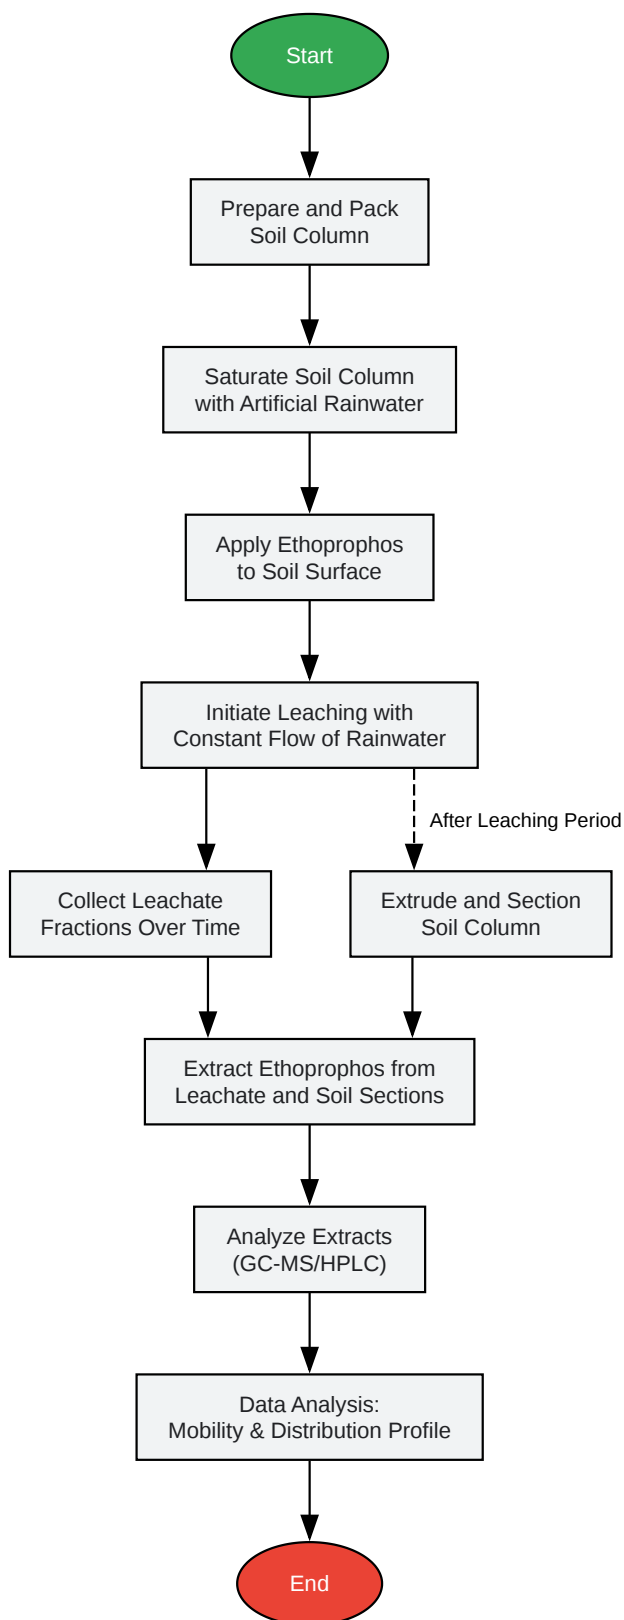 Start
Prepare and Pack
Soil Column
Saturate Soil Column
with Artificial Rainwater
Apply Ethoprophos
to Soil Surface
Initiate Leaching with
Constant Flow of Rainwater
After Leaching Period
Collect Leachate
Fractions Over Time
Extrude and Section
Soil Column
Extract Ethoprophos from
Leachate and Soil Sections
Analyze Extracts
(GC-MS/HPLC)
Data Analysis:
Mobility & Distribution Profile
End